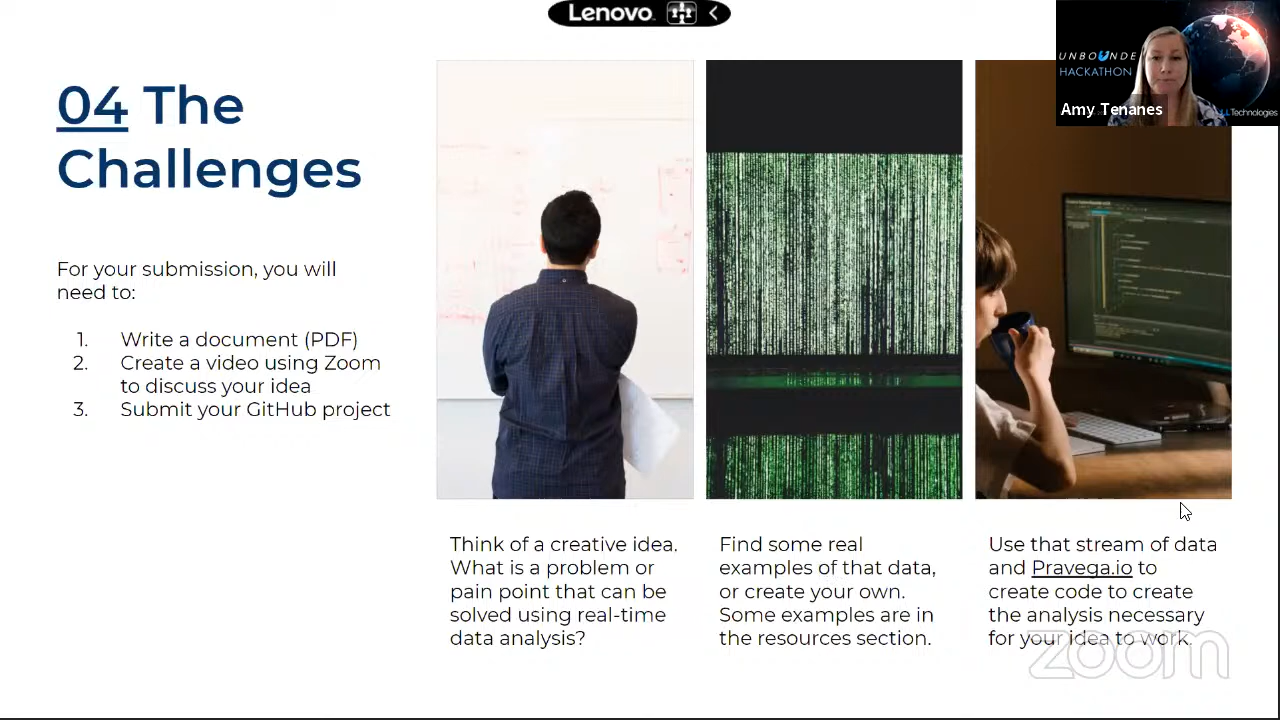 Lenovo
UNBOUNDE
HACKATHON
Amy Tenanes
LLTechnologies
04 The
Challenges
For your submission, you will
need to:
1. Write a document (PDF)
2. Create a video using Zoom
to discuss your idea
3. Submit your GitHub project
Think of a creative idea.
What is a problem or
pain point that can be
solved using real-time
data analysis?
Find some real
examples of that data,
or create your own.
Some examples are in
the resources section.
Use that stream of data
and Pravega.io to
create code to create
the analysis necessary
for your idea to work.
zoom